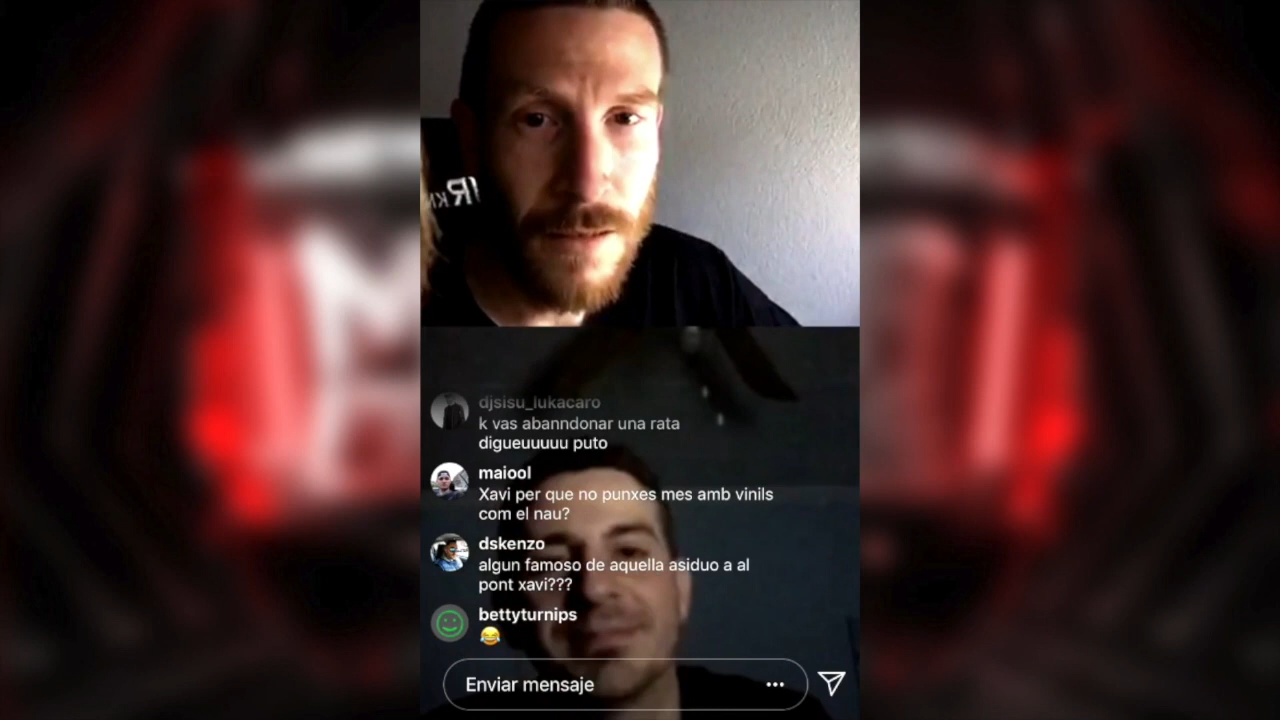 djsisu_lukacaro
k vas abanndonar una rata
digueuuuuu puto
maiool
Xavi per que no punxes mes amb vinils
com el nau?
dskenzo
algun famoso de aquella asiduo a al
pont xavi???
bettyturnips
😂
Enviar mensaje